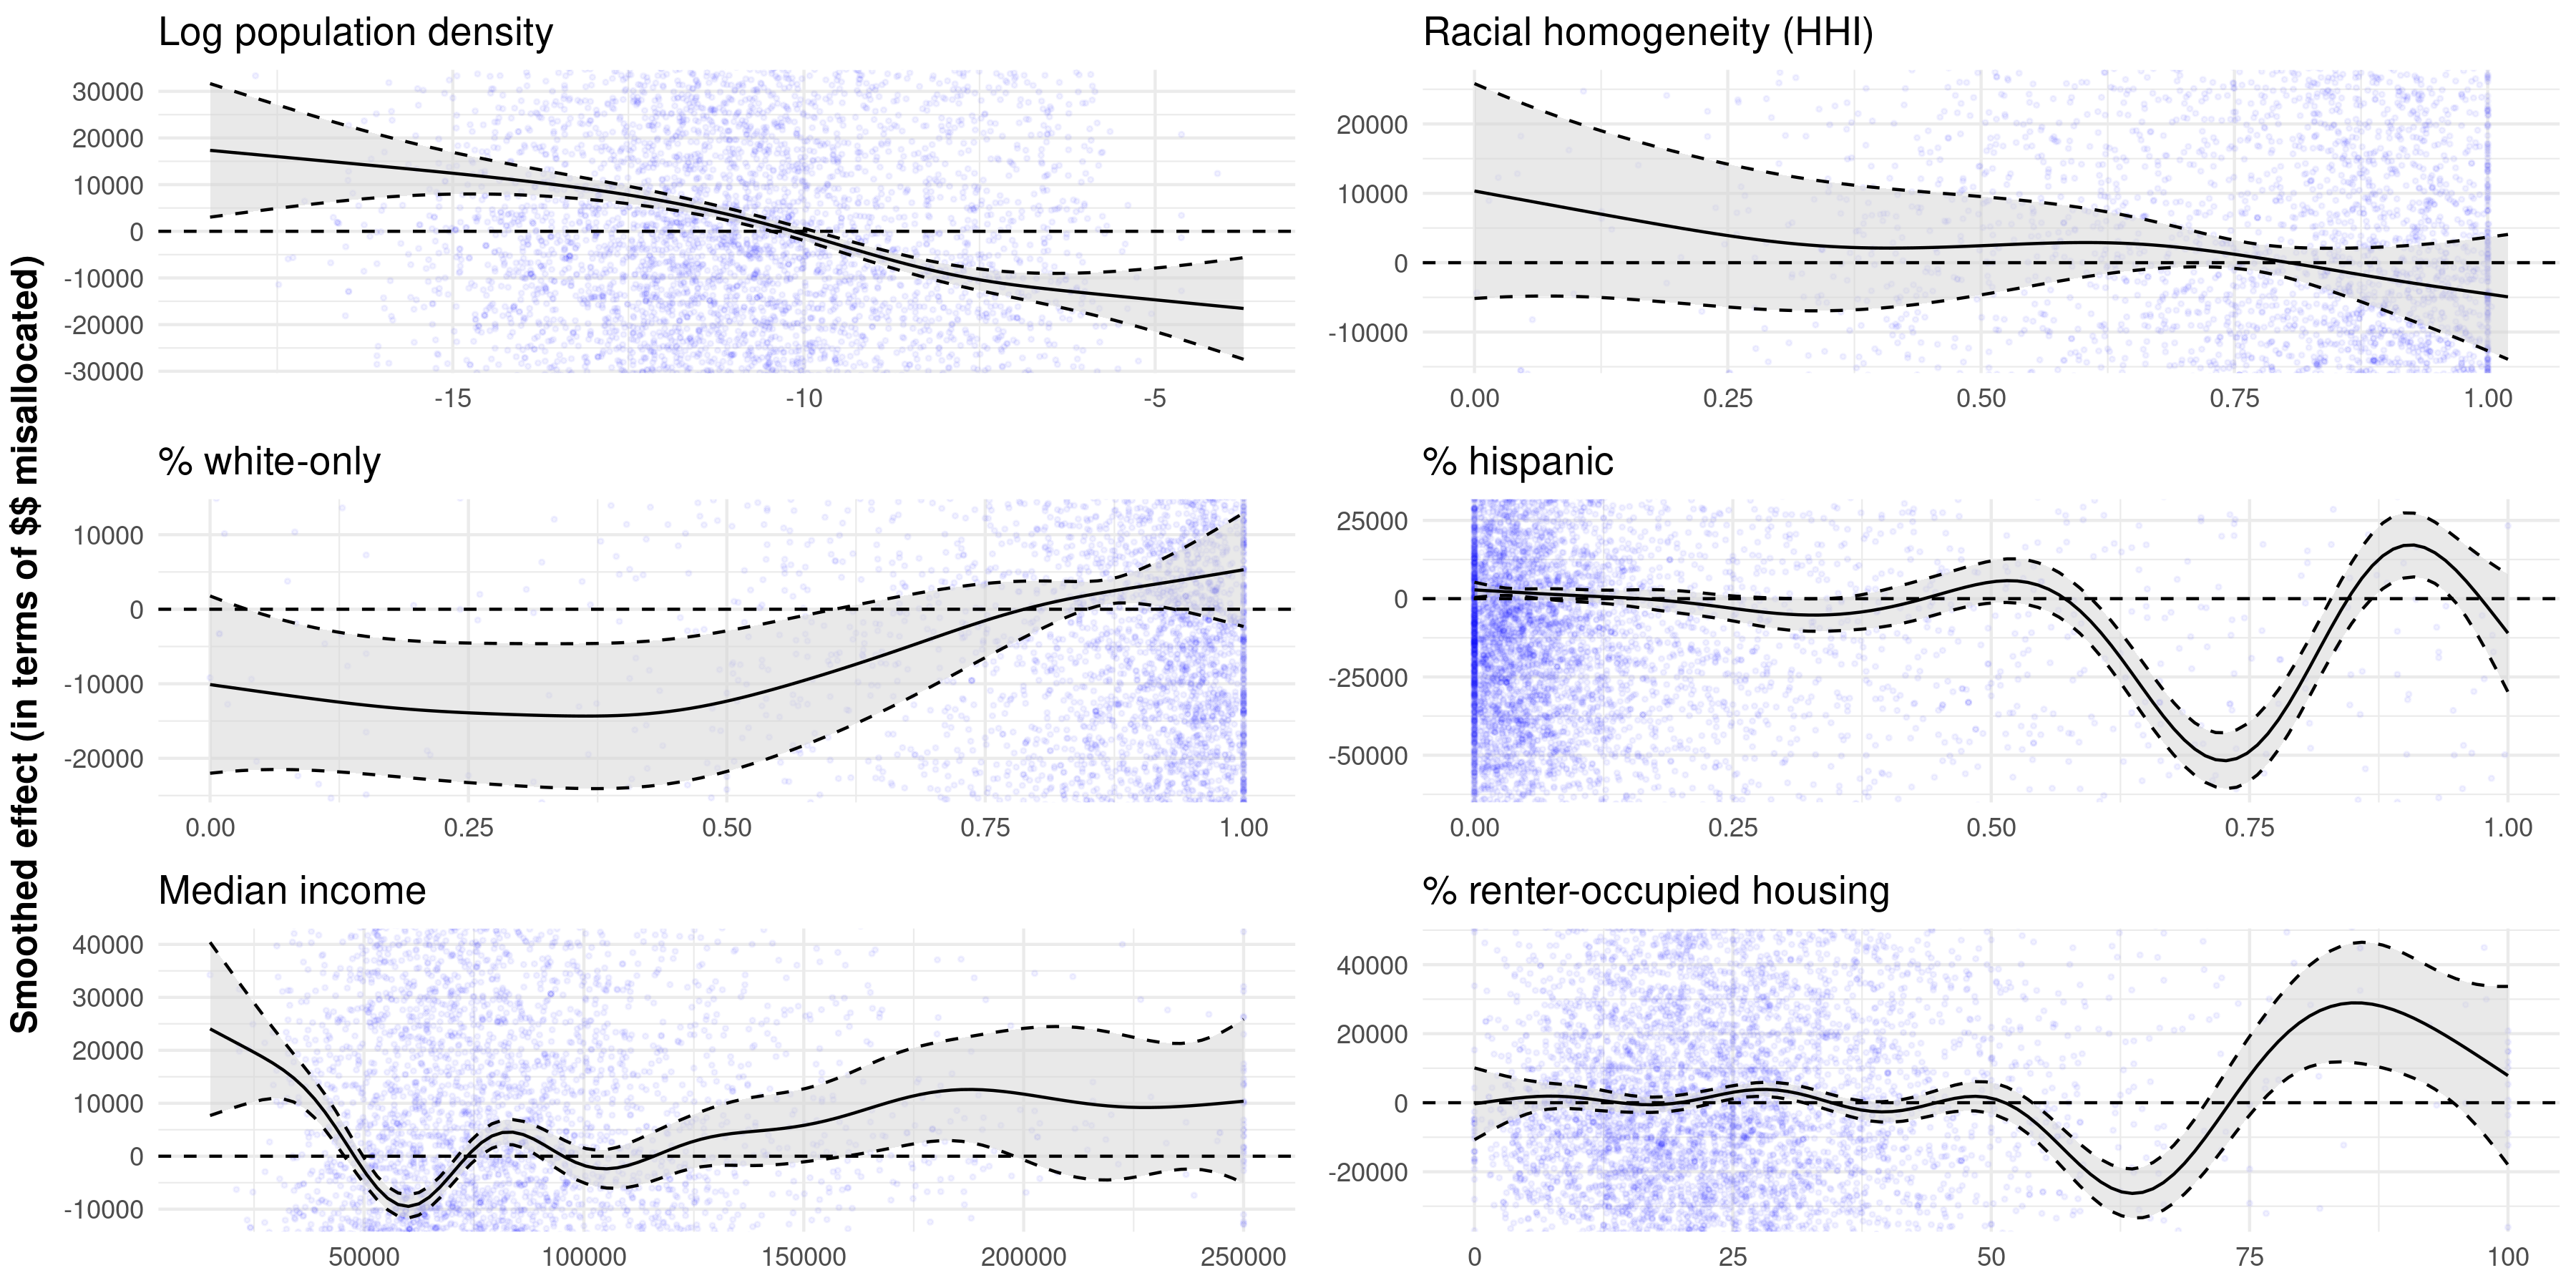 Smoothed effect (in terms of $$ misallocated)
Log population density
30000
20000
10000
0
-10000
-20000
-30000
-15 -10 -5
Racial homogeneity (HHI)
20000
10000
0
-10000
0.00 0.25 0.50 0.75 1.00
% white-only
10000
0
-10000
-20000
0.00 0.25 0.50 0.75 1.00
% hispanic
25000
0
-25000
-50000
0.00 0.25 0.50 0.75 1.00
Median income
40000
30000
20000
10000
0
-10000
50000 100000 150000 200000 250000
% renter-occupied housing
40000
20000
0
-20000
0 25 50 75 100